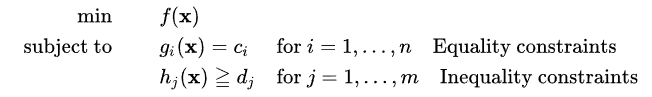 min f(x)
subject to g_i(x) = c_i for i = 1, . . . , n Equality constraints
h_j(x) ≧ d_j for j = 1, . . . , m Inequality constraints